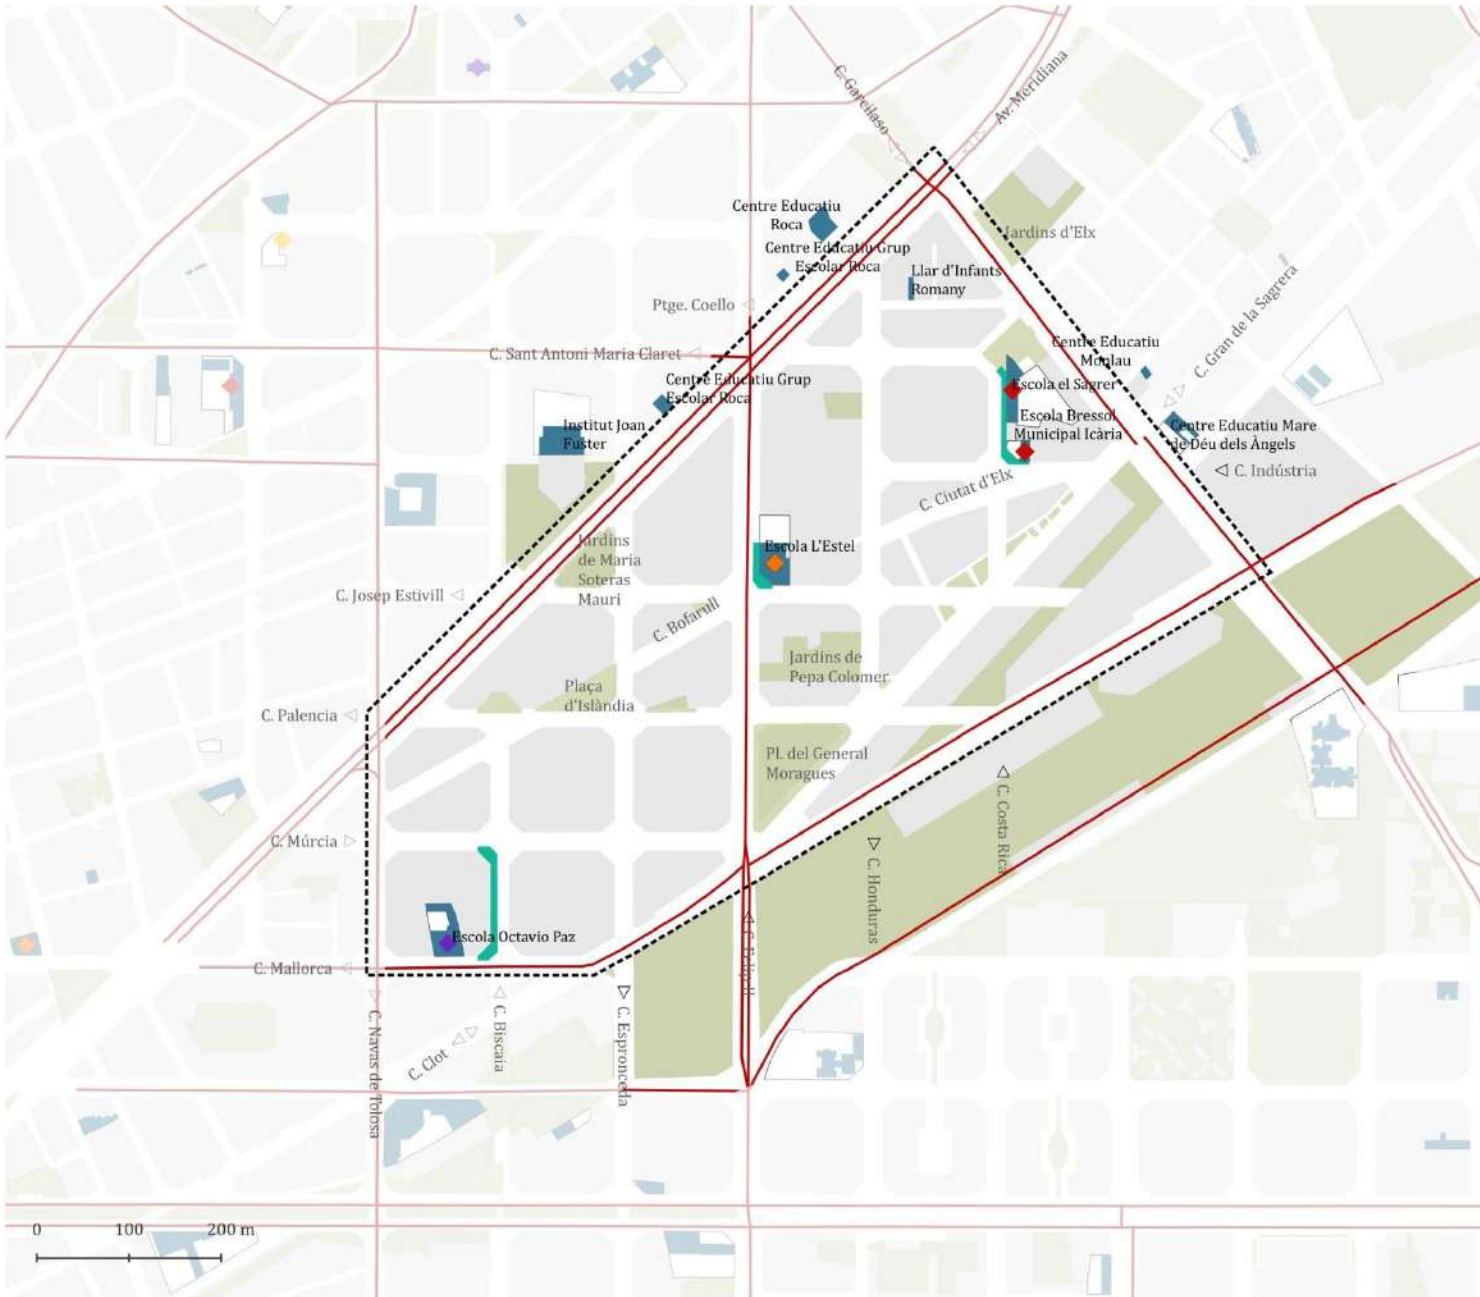 C. Garcilaso
Av. Meridiana
Centre Educatiu
Roca
Jardins d'Elx
Centre Educatiu Grup
Escolar Roca
Llar d'Infants
Romany
Ptge. Coello
C. Gran de la Sagrera
C. Sant Antoni Maria Claret
Centre Educatiu
Monlau
Centre Educatiu Grup
Escolar Roca
Escola el Sagrer
Institut Joan
Fuster
Escola Bressol
Municipal Icària
Centre Educatiu Mare
de Déu dels Àngels
C. Indústria
C. Ciutat d'Elx
Jardins
de Maria
Soteras
Mauri
Escola L'Estel
C. Josep Estivill
C. Bofarull
Jardins de
Pepa Colomer
Plaça
d'Islàndia
C. Palencia
Pl. del General
Moragues
C. Costa Rica
C. Múrcia
C. Honduras
Escola Octavio Paz
C. Felip II
C. Mallorca
C. Navas de Tolosa
C. Clot
C. Biscaia
C. Espronceda
0 100 200 m